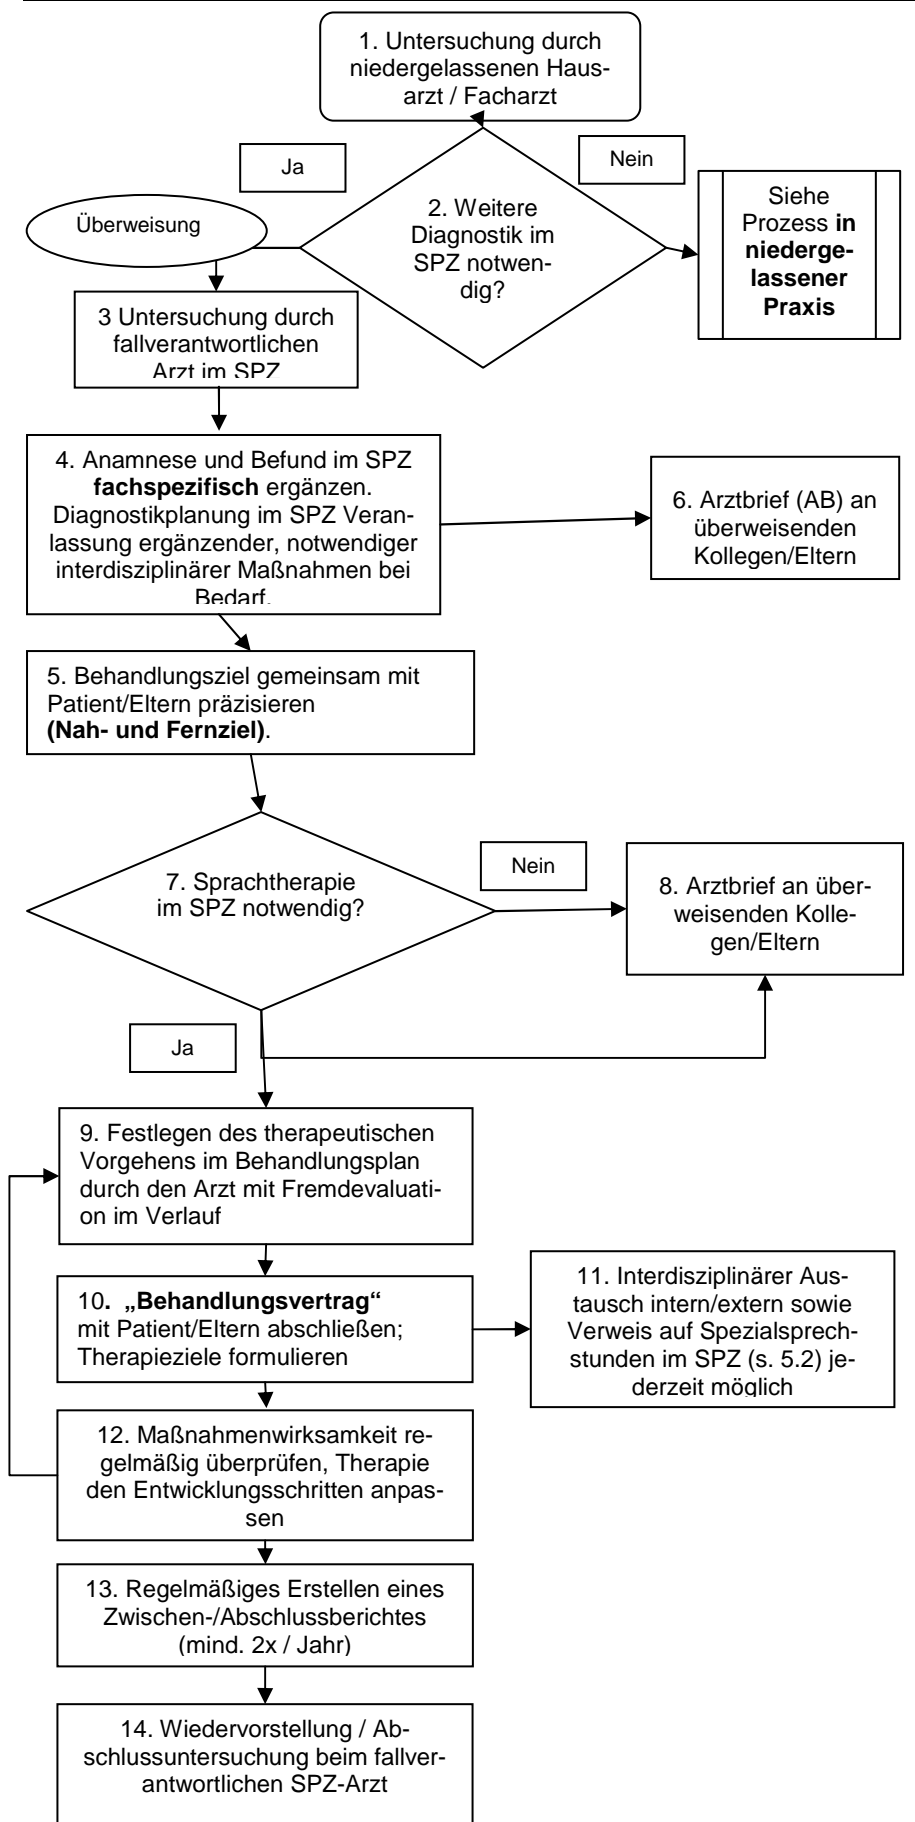 1. Untersuchung durch
niedergelassenen Haus-
arzt / Facharzt
Ja
Nein
Überweisung
2. Weitere
Diagnostik im
SPZ notwen-
dig?
Siehe
Prozess in
niederge-
lassener
Praxis
3 Untersuchung durch
fallverantwortlichen
Arzt im SPZ
4. Anamnese und Befund im SPZ
fachspezifisch ergänzen.
Diagnostikplanung im SPZ Veran-
lassung ergänzender, notwendiger
interdisziplinärer Maßnahmen bei
Bedarf.
6. Arztbrief (AB) an
überweisenden
Kollegen/Eltern
5. Behandlungsziel gemeinsam mit
Patient/Eltern präzisieren
(Nah- und Fernziel).
7. Sprachtherapie
im SPZ notwendig?
Nein
8. Arztbrief an über-
weisenden Kolle-
gen/Eltern
Ja
9. Festlegen des therapeutischen
Vorgehens im Behandlungsplan
durch den Arzt mit Fremdevaluati-
on im Verlauf
10. „Behandlungsvertrag“
mit Patient/Eltern abschließen;
Therapieziele formulieren
11. Interdisziplinärer Aus-
tausch intern/extern sowie
Verweis auf Spezialsprech-
stunden im SPZ (s. 5.2) je-
derzeit möglich
12. Maßnahmenwirksamkeit re-
gelmäßig überprüfen, Therapie
den Entwicklungsschritten anpas-
sen
13. Regelmäßiges Erstellen eines
Zwischen-/Abschlussberichtes
(mind. 2x / Jahr)
14. Wiedervorstellung / Ab-
schlussuntersuchung beim fallver-
antwortlichen SPZ-Arzt